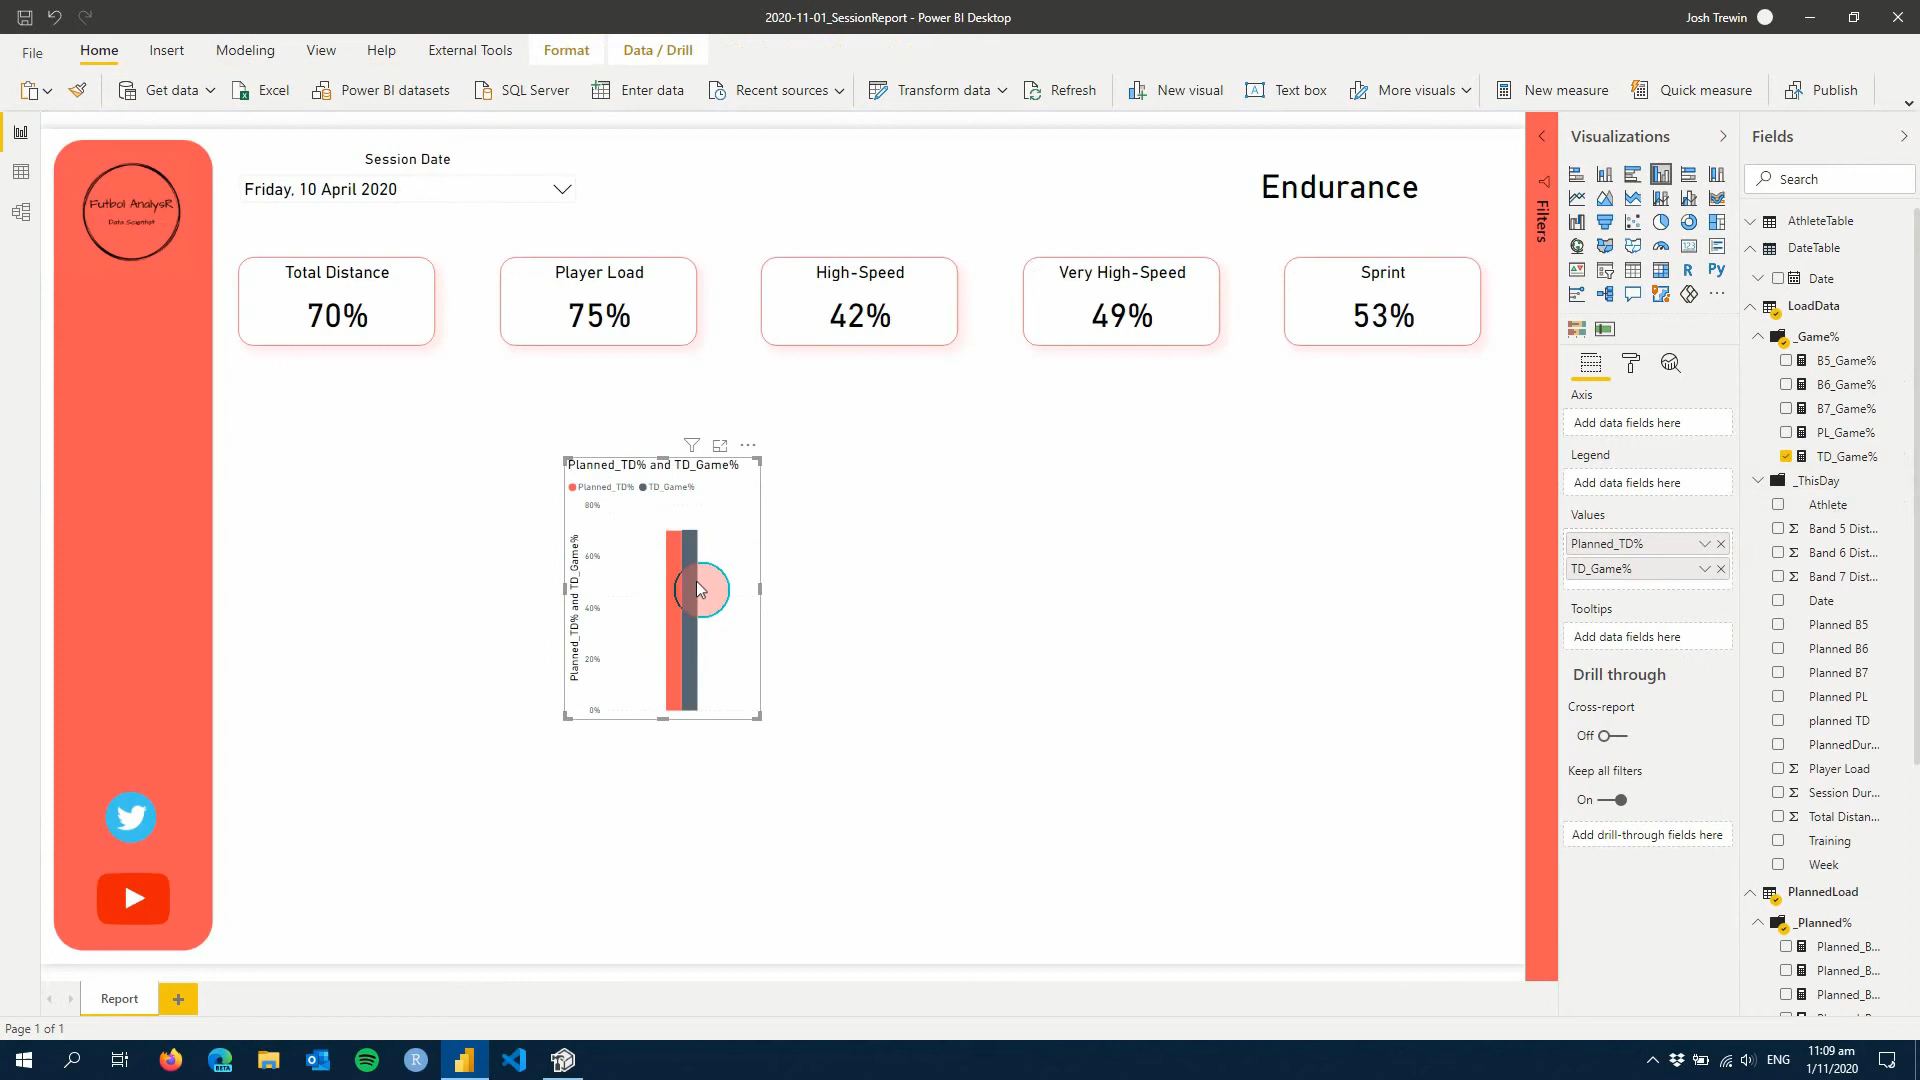 2020-11-01_SessionReport - Power BI Desktop
Josh Trewin
File
Home
Insert
Modeling
View
Help
External Tools
Format
Data / Drill
Get data
Excel
Power BI datasets
SQL Server
Enter data
Recent sources
Transform data
Refresh
New visual
Text box
More visuals
New measure
Quick measure
Publish
Futbol AnalysR
Data Scientist
Session Date
Friday, 10 April 2020
Endurance
Total Distance
70%
Player Load
75%
High-Speed
42%
Very High-Speed
49%
Sprint
53%
Planned_TD% and TD_Game%
Planned_TD% TD_Game%
80%
60%
40%
20%
0%
Planned_TD% and TD_Game%
Filters
Visualizations
R
Py
123
Axis
Add data fields here
Legend
Add data fields here
Values
Planned_TD%
TD_Game%
Tooltips
Add data fields here
Drill through
Cross-report
Off
Keep all filters
On
Add drill-through fields here
Fields
Search
AthleteTable
DateTable
Date
LoadData
_Game%
B5_Game%
B6_Game%
B7_Game%
PL_Game%
TD_Game%
_ThisDay
Athlete
Band 5 Dist...
Band 6 Dist...
Band 7 Dist...
Date
Planned B5
Planned B6
Planned B7
Planned PL
planned TD
PlannedDur...
Player Load
Session Dur...
Total Distan...
Training
Week
PlannedLoad
_Planned%
Planned_B...
Planned_B...
Planned_B...
Report
Page 1 of 1
BETA
R
ENG
11:09 am
1/11/2020